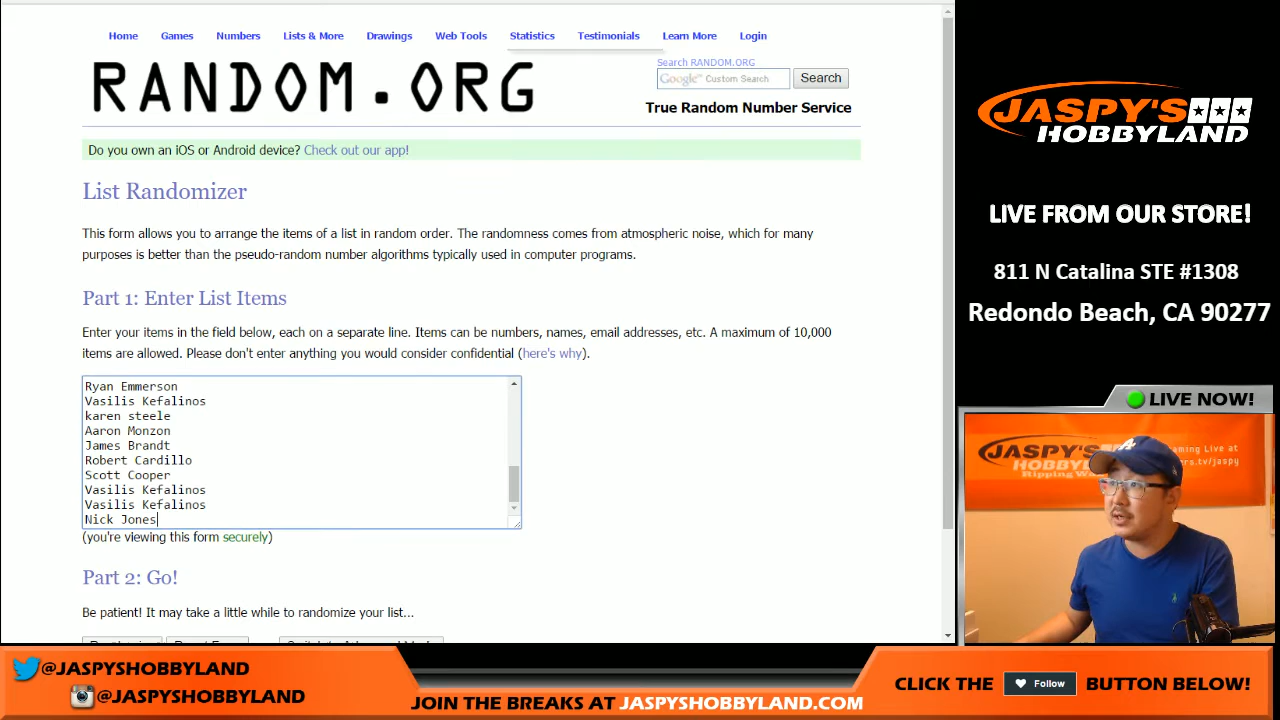 Home Games Numbers Lists & More Drawings Web Tools Statistics Testimonials Learn More Login
RANDOM.ORG
Search RANDOM.ORG
Google™ Custom Search Search
True Random Number Service
Do you own an iOS or Android device? Check out our app!
List Randomizer
This form allows you to arrange the items of a list in random order. The randomness comes from atmospheric noise, which for many
purposes is better than the pseudo-random number algorithms typically used in computer programs.
Part 1: Enter List Items
Enter your items in the field below, each on a separate line. Items can be numbers, names, email addresses, etc. A maximum of 10,000
items are allowed. Please don't enter anything you would consider confidential (here's why).
Ryan Emmerson
Vasilis Kefalinos
karen steele
Aaron Monzon
James Brandt
Robert Cardillo
Scott Cooper
Vasilis Kefalinos
Vasilis Kefalinos
Nick Jones
(you're viewing this form securely)
Part 2: Go!
Be patient! It may take a little while to randomize your list...
JASPY'S
HOBBYLAND
LIVE FROM OUR STORE!
811 N Catalina STE #1308
Redondo Beach, CA 90277
LIVE NOW!
JASPY'S
@JASPYSHOBBYLAND
@JASPYSHOBBYLAND
JOIN THE BREAKS AT JASPYSHOBBYLAND.COM
CLICK THE Follow BUTTON BELOW!